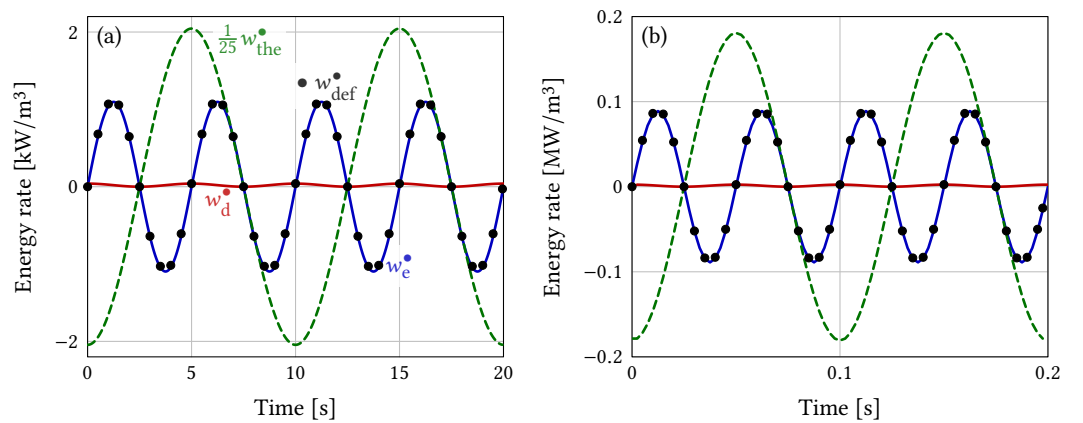 (a)
1/25 w•the
w•def
w•d
w•e
2
0
−2
0
5
10
15
20
Energy rate [kW/m³]
Time [s]
(b)
0.2
0.1
0
−0.1
−0.2
0
0.1
0.2
Energy rate [MW/m³]
Time [s]